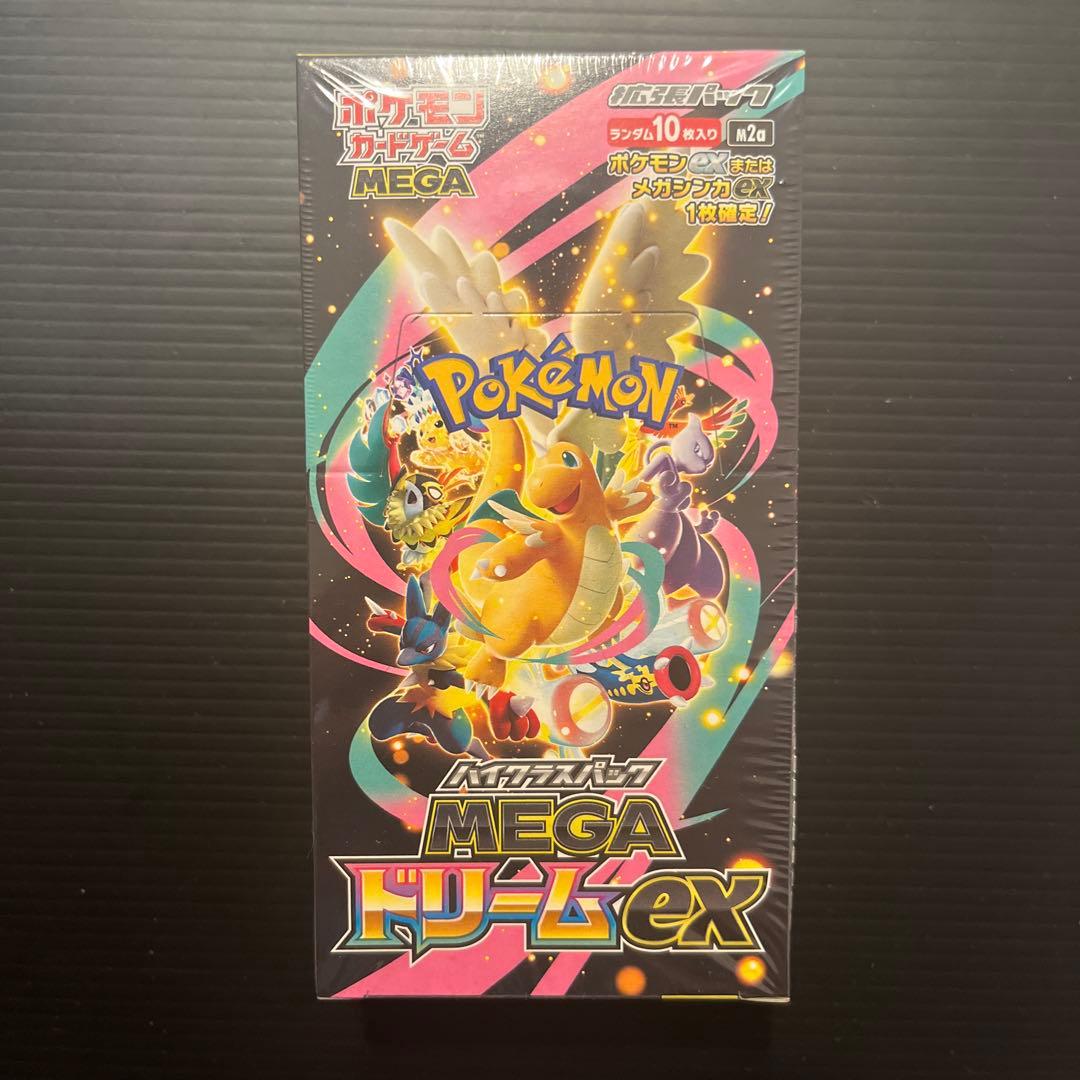 ポケモン
カードゲーム
MEGA
拡張パック
ランダム10枚入り M2a
ポケモンexまたは
メガシンカex
1枚確定!
POKéMON
TM
ハイクラスパック
MEGA
ドリームex